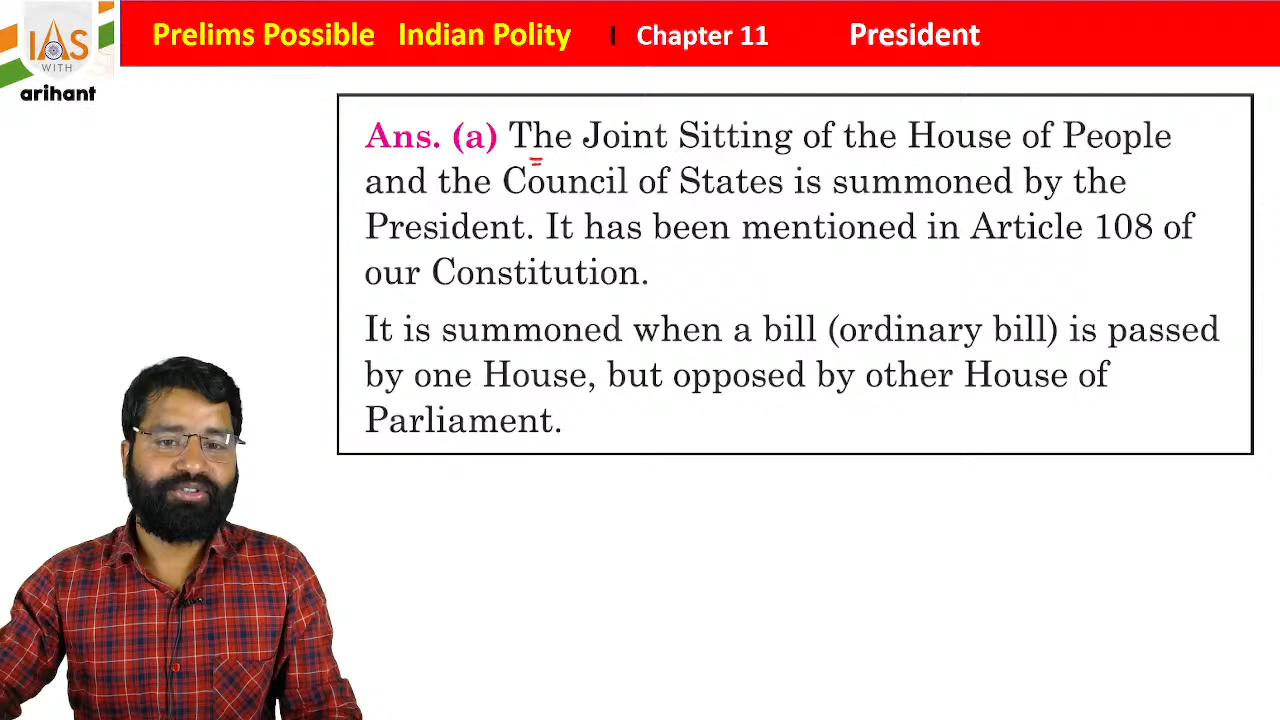 Prelims Possible Indian Polity | Chapter 11 President
IAS
WITH
arihant
Ans. (a) The Joint Sitting of the House of People
and the Council of States is summoned by the
President. It has been mentioned in Article 108 of
our Constitution.
It is summoned when a bill (ordinary bill) is passed
by one House, but opposed by other House of
Parliament.